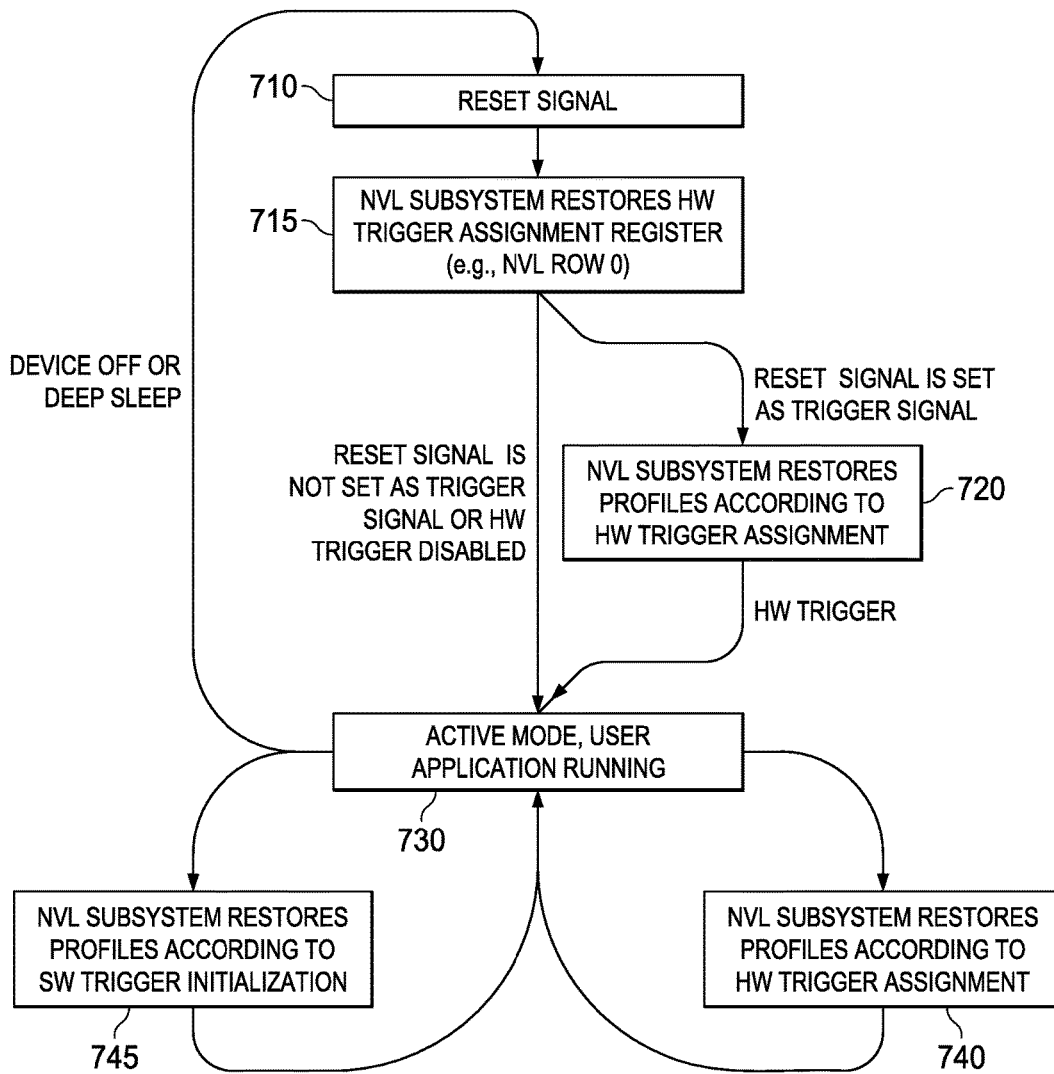 710
RESET SIGNAL
715
NVL SUBSYSTEM RESTORES HW
TRIGGER ASSIGNMENT REGISTER
(e.g., NVL ROW 0)
DEVICE OFF OR
DEEP SLEEP
RESET SIGNAL IS
NOT SET AS TRIGGER
SIGNAL OR HW
TRIGGER DISABLED
RESET SIGNAL IS SET
AS TRIGGER SIGNAL
NVL SUBSYSTEM RESTORES
PROFILES ACCORDING TO
HW TRIGGER ASSIGNMENT
720
HW TRIGGER
ACTIVE MODE, USER
APPLICATION RUNNING
730
NVL SUBSYSTEM RESTORES
PROFILES ACCORDING TO
SW TRIGGER INITIALIZATION
745
NVL SUBSYSTEM RESTORES
PROFILES ACCORDING TO
HW TRIGGER ASSIGNMENT
740